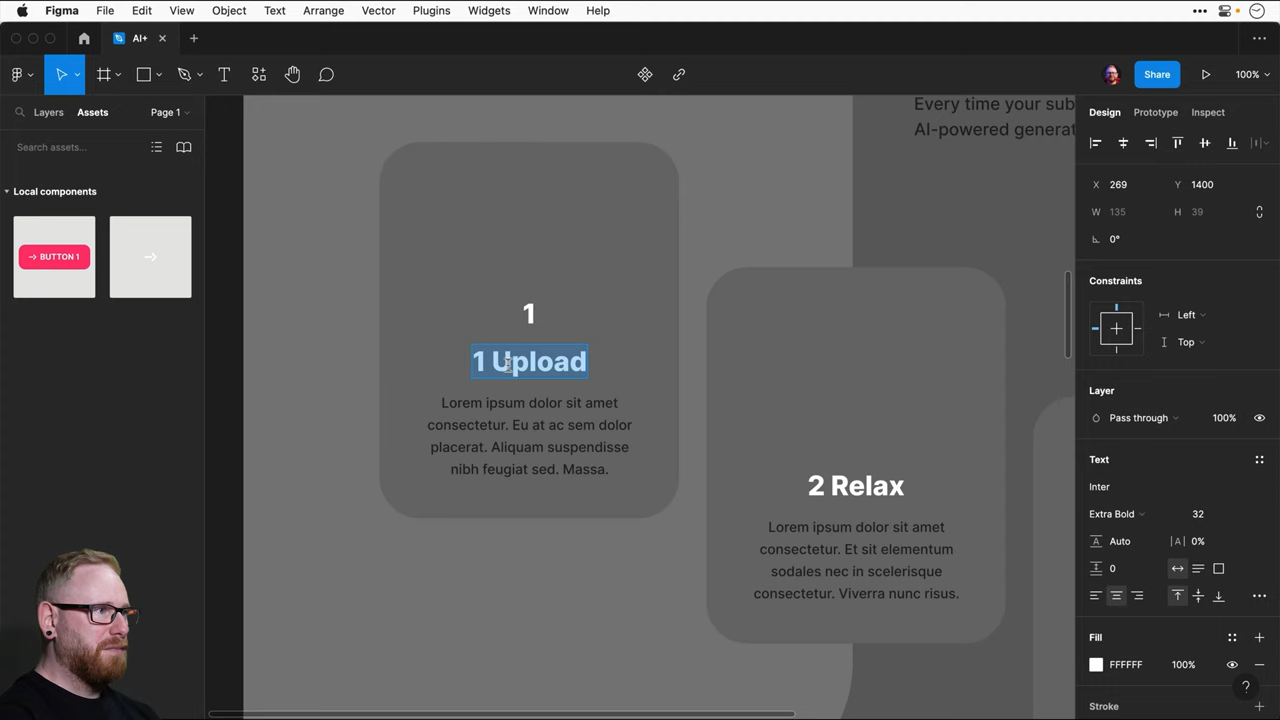 Figma File Edit View Object Text Arrange Vector Plugins Widgets Window Help
AI+
Share
100%
Layers Assets Page 1
Search assets...
Local components
BUTTON 1
Every time your sub
AI-powered generat
1
1 Upload
Lorem ipsum dolor sit amet
consectetur. Eu at ac sem dolor
placerat. Aliquam suspendisse
nibh feugiat sed. Massa.
2 Relax
Lorem ipsum dolor sit amet
consectetur. Et sit elementum
sodales nec in scelerisque
consectetur. Viverra nunc risus.
Design Prototype Inspect
X 269 Y 1400
W 135 H 39
0°
Constraints
Left
Top
Layer
Pass through 100%
Text
Inter
Extra Bold 32
Auto |A| 0%
0
Fill
FFFFFF 100%
?
Stroke